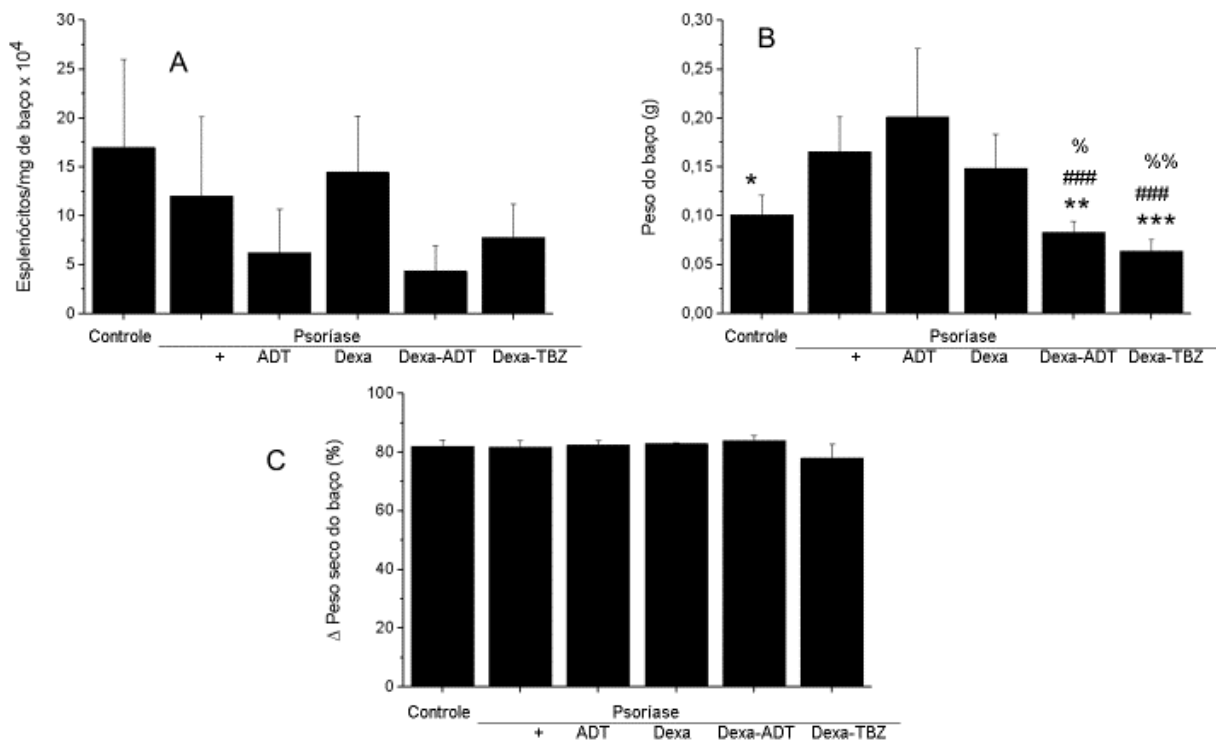 A
Esplenócitos/mg de baço x 10⁴
30
25
20
15
10
5
0
Controle
Psoríase
+ ADT Dexa Dexa-ADT Dexa-TBZ
B
Peso do baço (g)
0,30
0,25
0,20
0,15
0,10
0,05
0,00
*
%
###
**
%%
###
***
Controle
Psoríase
+ ADT Dexa Dexa-ADT Dexa-TBZ
C
Δ Peso seco do baço (%)
100
80
60
40
20
0
Controle
Psoríase
+ ADT Dexa Dexa-ADT Dexa-TBZ